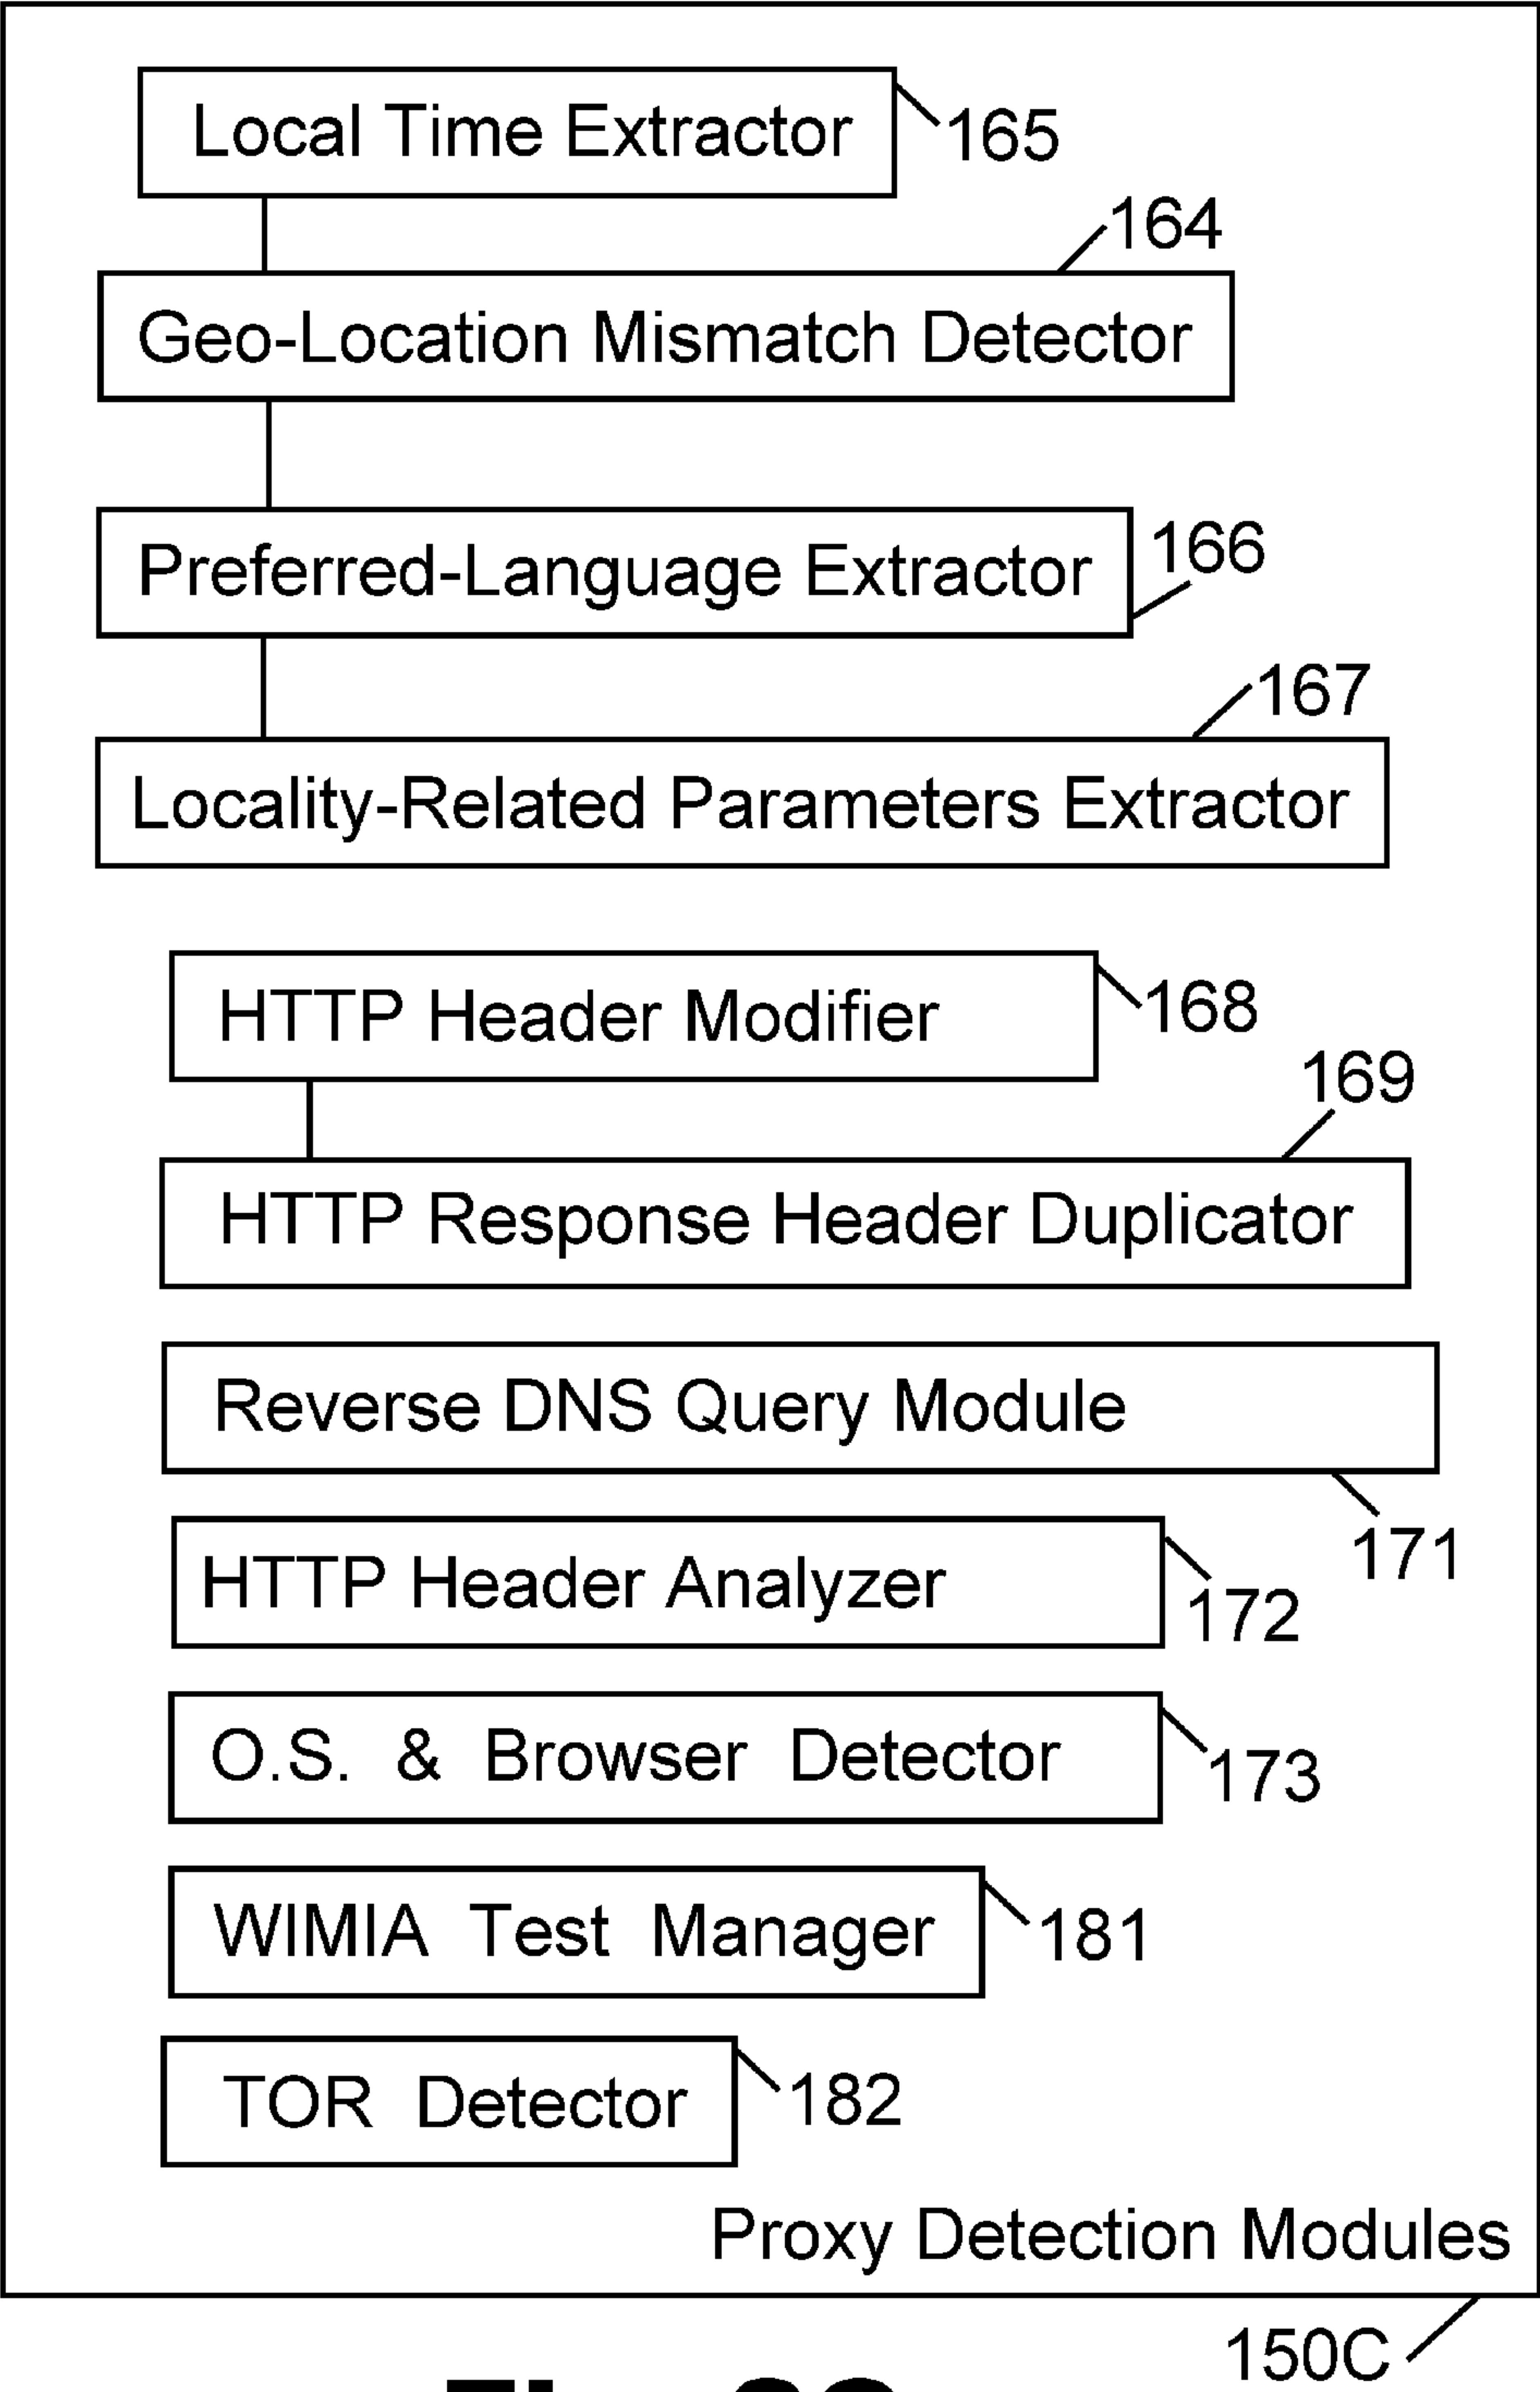 Local Time Extractor
165
164
Geo-Location Mismatch Detector
Preferred-Language Extractor
166
167
Locality-Related Parameters Extractor
HTTP Header Modifier
168
169
HTTP Response Header Duplicator
Reverse DNS Query Module
171
HTTP Header Analyzer
172
O.S. & Browser Detector
173
WIMIA Test Manager
181
TOR Detector
182
Proxy Detection Modules
150C